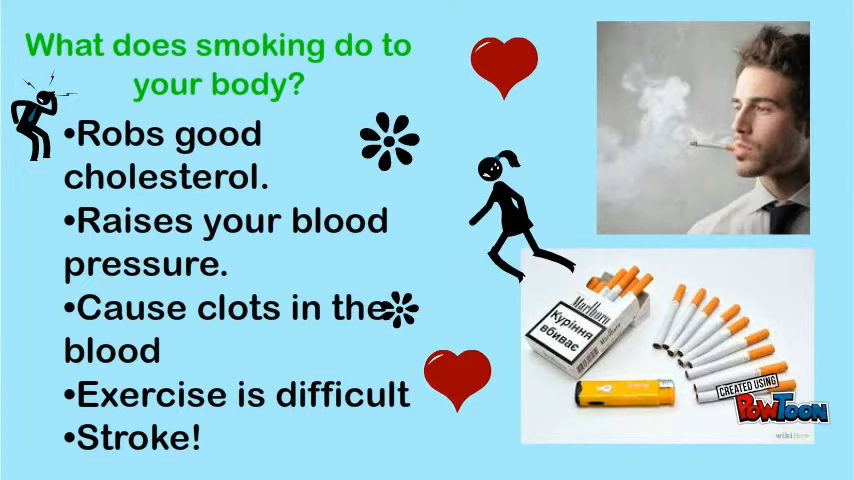 What does smoking do to
your body?
•Robs good
cholesterol.
•Raises your blood
pressure.
•Cause clots in the
blood
•Exercise is difficult
•Stroke!
Marlboro
Куріння
вбиває
Marlboro
CREATED USING
POWTOON
wikiHow